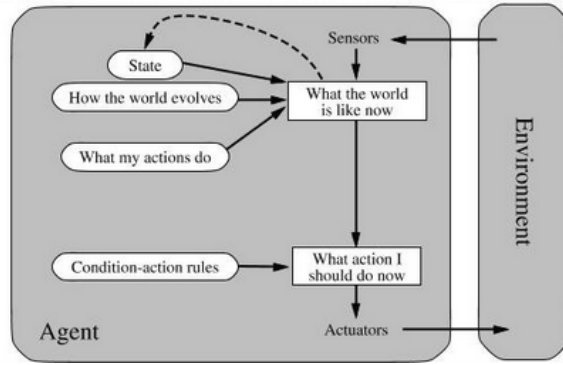 Sensors
State
How the world evolves
What the world
is like now
What my actions do
Condition-action rules
What action I
should do now
Agent
Actuators
Environment